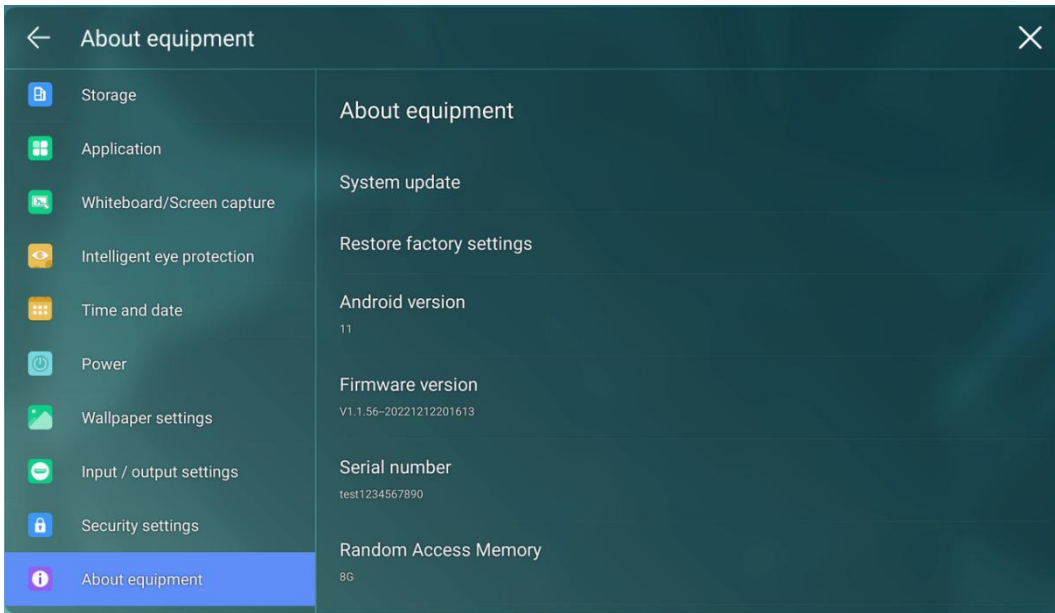 About equipment
Storage
Application
Whiteboard/Screen capture
Intelligent eye protection
Time and date
Power
Wallpaper settings
Input / output settings
Security settings
About equipment
About equipment
System update
Restore factory settings
Android version
11
Firmware version
V1.1.56--20221212201613
Serial number
test1234567890
Random Access Memory
8G